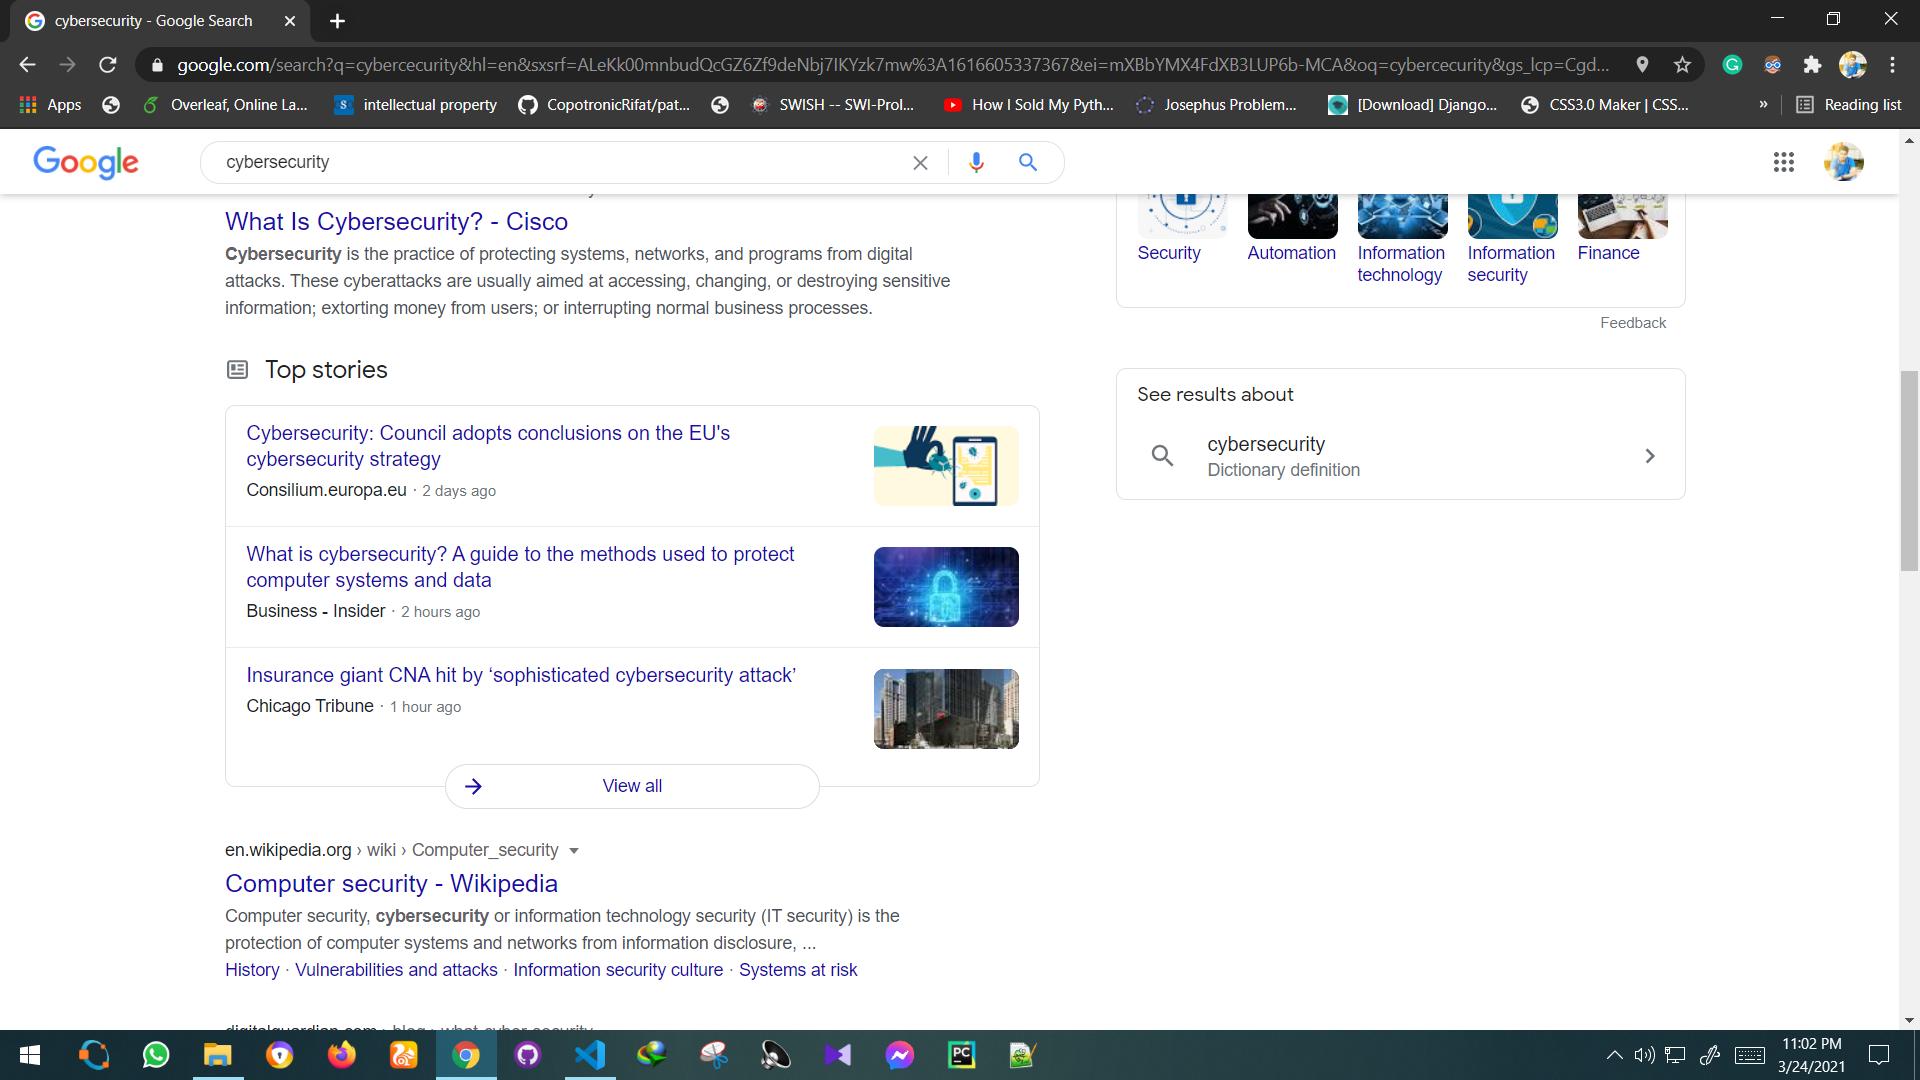 cybersecurity - Google Search
google.com/search?q=cybercecurity&hl=en&sxsrf=ALeKk00mnbudQcGZ6Zf9deNbj7IKYzk7mw%3A1616605337367&ei=mXBbYMX4FdXB3LUP6b-MCA&oq=cybercecurity&gs_lcp=Cgd...
Apps Overleaf, Online La... intellectual property CopotronicRifat/pat... SWISH -- SWI-Prol... How I Sold My Pyth... Josephus Problem... [Download] Django... CSS3.0 Maker | CSS... » Reading list
Google cybersecurity
What Is Cybersecurity? - Cisco
Cybersecurity is the practice of protecting systems, networks, and programs from digital
attacks. These cyberattacks are usually aimed at accessing, changing, or destroying sensitive
information; extorting money from users; or interrupting normal business processes.
Top stories
Cybersecurity: Council adopts conclusions on the EU's
cybersecurity strategy
Consilium.europa.eu · 2 days ago
What is cybersecurity? A guide to the methods used to protect
computer systems and data
Business - Insider · 2 hours ago
Insurance giant CNA hit by ‘sophisticated cybersecurity attack’
Chicago Tribune · 1 hour ago
View all
en.wikipedia.org › wiki › Computer_security
Computer security - Wikipedia
Computer security, cybersecurity or information technology security (IT security) is the
protection of computer systems and networks from information disclosure, ...
History · Vulnerabilities and attacks · Information security culture · Systems at risk
digitalguardian.com › blog › what-cyber-security
Security Automation Information Information Finance
technology security
Feedback
See results about
cybersecurity
Dictionary definition
PC
11:02 PM
3/24/2021